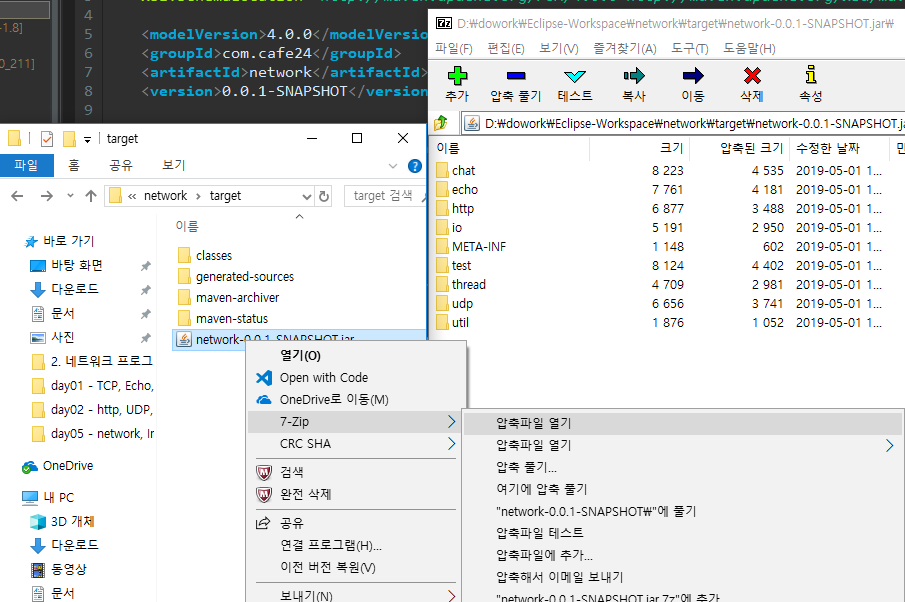 4
5
<modelVersion>4.0.0</modelVersion>
6
<groupId>com.cafe24</groupId>
7
<artifactId>network</artifactId>
8
<version>0.0.1-SNAPSHOT</version
9
-1.8]
0_211]
target
파일
홈
공유
보기
« network › target
target 검색
이름
바로 가기
바탕 화면
다운로드
문서
사진
2. 네트워크 프로그
day01 - TCP, Echo,
day02 - http, UDP,
day05 - network, Ir
OneDrive
내 PC
3D 개체
다운로드
동영상
문서
classes
generated-sources
maven-archiver
maven-status
network-0.0.1-SNAPSHOT.jar
열기(O)
Open with Code
OneDrive로 이동(M)
7-Zip
CRC SHA
검색
완전 삭제
공유
연결 프로그램(H)...
이전 버전 복원(V)
보내기(N)
압축파일 열기
압축파일 열기
압축 풀기...
여기에 압축 풀기
"network-0.0.1-SNAPSHOT₩"에 풀기
압축파일 테스트
압축파일에 추가...
압축해서 이메일 보내기
"network-0.0.1-SNAPSHOT.jar.7z"에 추가
7z D:₩dowork₩Eclipse-Workspace₩network₩target₩network-0.0.1-SNAPSHOT.jar₩
파일(F) 편집(E) 보기(V) 즐겨찾기(A) 도구(T) 도움말(H)
추가 압축 풀기 테스트 복사 이동 삭제 속성
D:₩dowork₩Eclipse-Workspace₩network₩target₩network-0.0.1-SNAPSHOT.ja
이름 크기 압축된 크기 수정한 날짜 만
chat 8 223 4 535 2019-05-01 1...
echo 7 761 4 181 2019-05-01 1...
http 6 877 3 488 2019-05-01 1...
io 5 191 2 950 2019-05-01 1...
META-INF 1 148 602 2019-05-01 1...
test 8 124 4 402 2019-05-01 1...
thread 4 709 2 981 2019-05-01 1...
udp 6 656 3 741 2019-05-01 1...
util 1 876 1 052 2019-05-01 1...